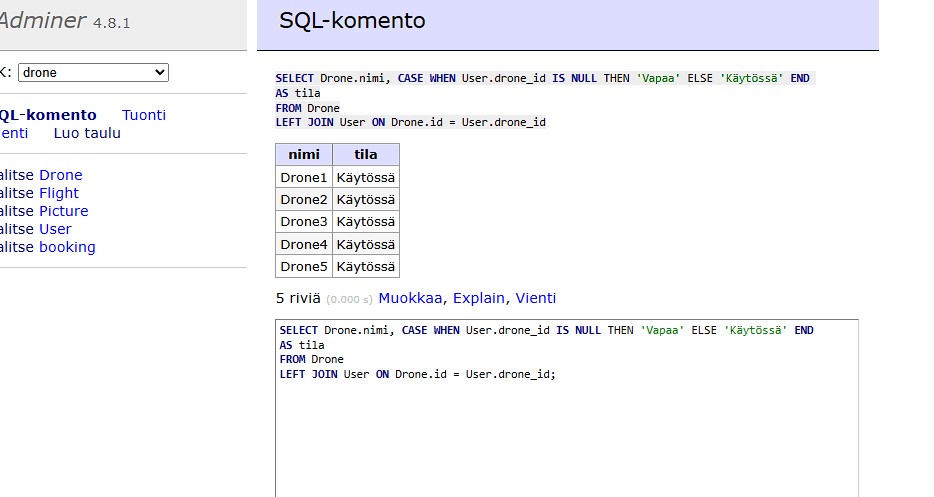 Adminer 4.8.1
K: drone
QL-komento Tuonti
enti Luo taulu
alitse Drone
alitse Flight
alitse Picture
alitse User
alitse booking
SQL-komento
SELECT Drone.nimi, CASE WHEN User.drone_id IS NULL THEN 'Vapaa' ELSE 'Käytössä' END
AS tila
FROM Drone
LEFT JOIN User ON Drone.id = User.drone_id
nimi tila
Drone1 Käytössä
Drone2 Käytössä
Drone3 Käytössä
Drone4 Käytössä
Drone5 Käytössä
5 riviä (0.000 s) Muokkaa, Explain, Vienti
SELECT Drone.nimi, CASE WHEN User.drone_id IS NULL THEN 'Vapaa' ELSE 'Käytössä' END
AS tila
FROM Drone
LEFT JOIN User ON Drone.id = User.drone_id;